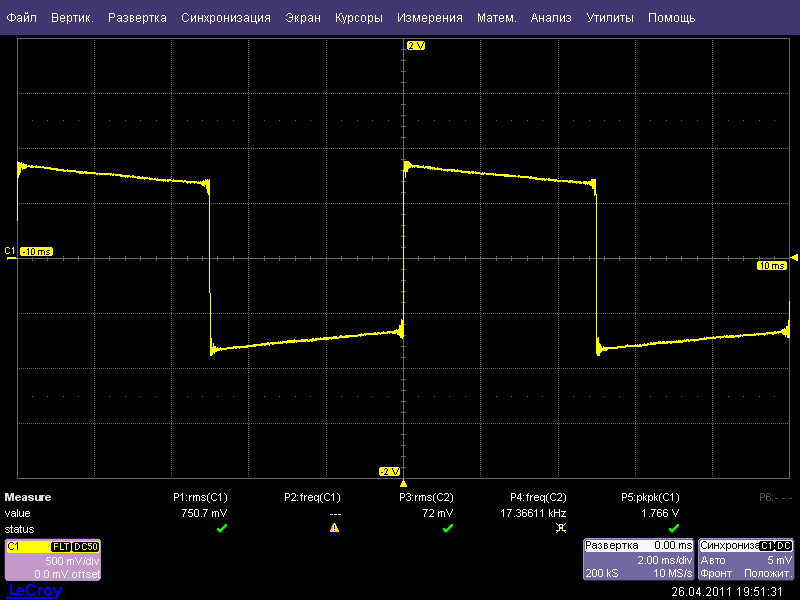 Файл Вертик. Развертка Синхронизация Экран Курсоры Измерения Матем. Анализ Утилиты Помощь
2 V
C1 -10 ms
10 ms
-2 V
Measure P1:rms(C1) P2:freq(C1) P3:rms(C2) P4:freq(C2) P5:pkpk(C1) P6:- - -
value 750.7 mV --- 72 mV 17.36611 kHz 1.766 V
status
C1 FLT DC50
500 mV/div
0.0 mV offset
Развертка 0.00 ms
2.00 ms/div
200 kS 10 MS/s
Синхрониза C1 DC
Авто 5 mV
Фронт Положит.
LeCroy
26.04.2011 19:51:31